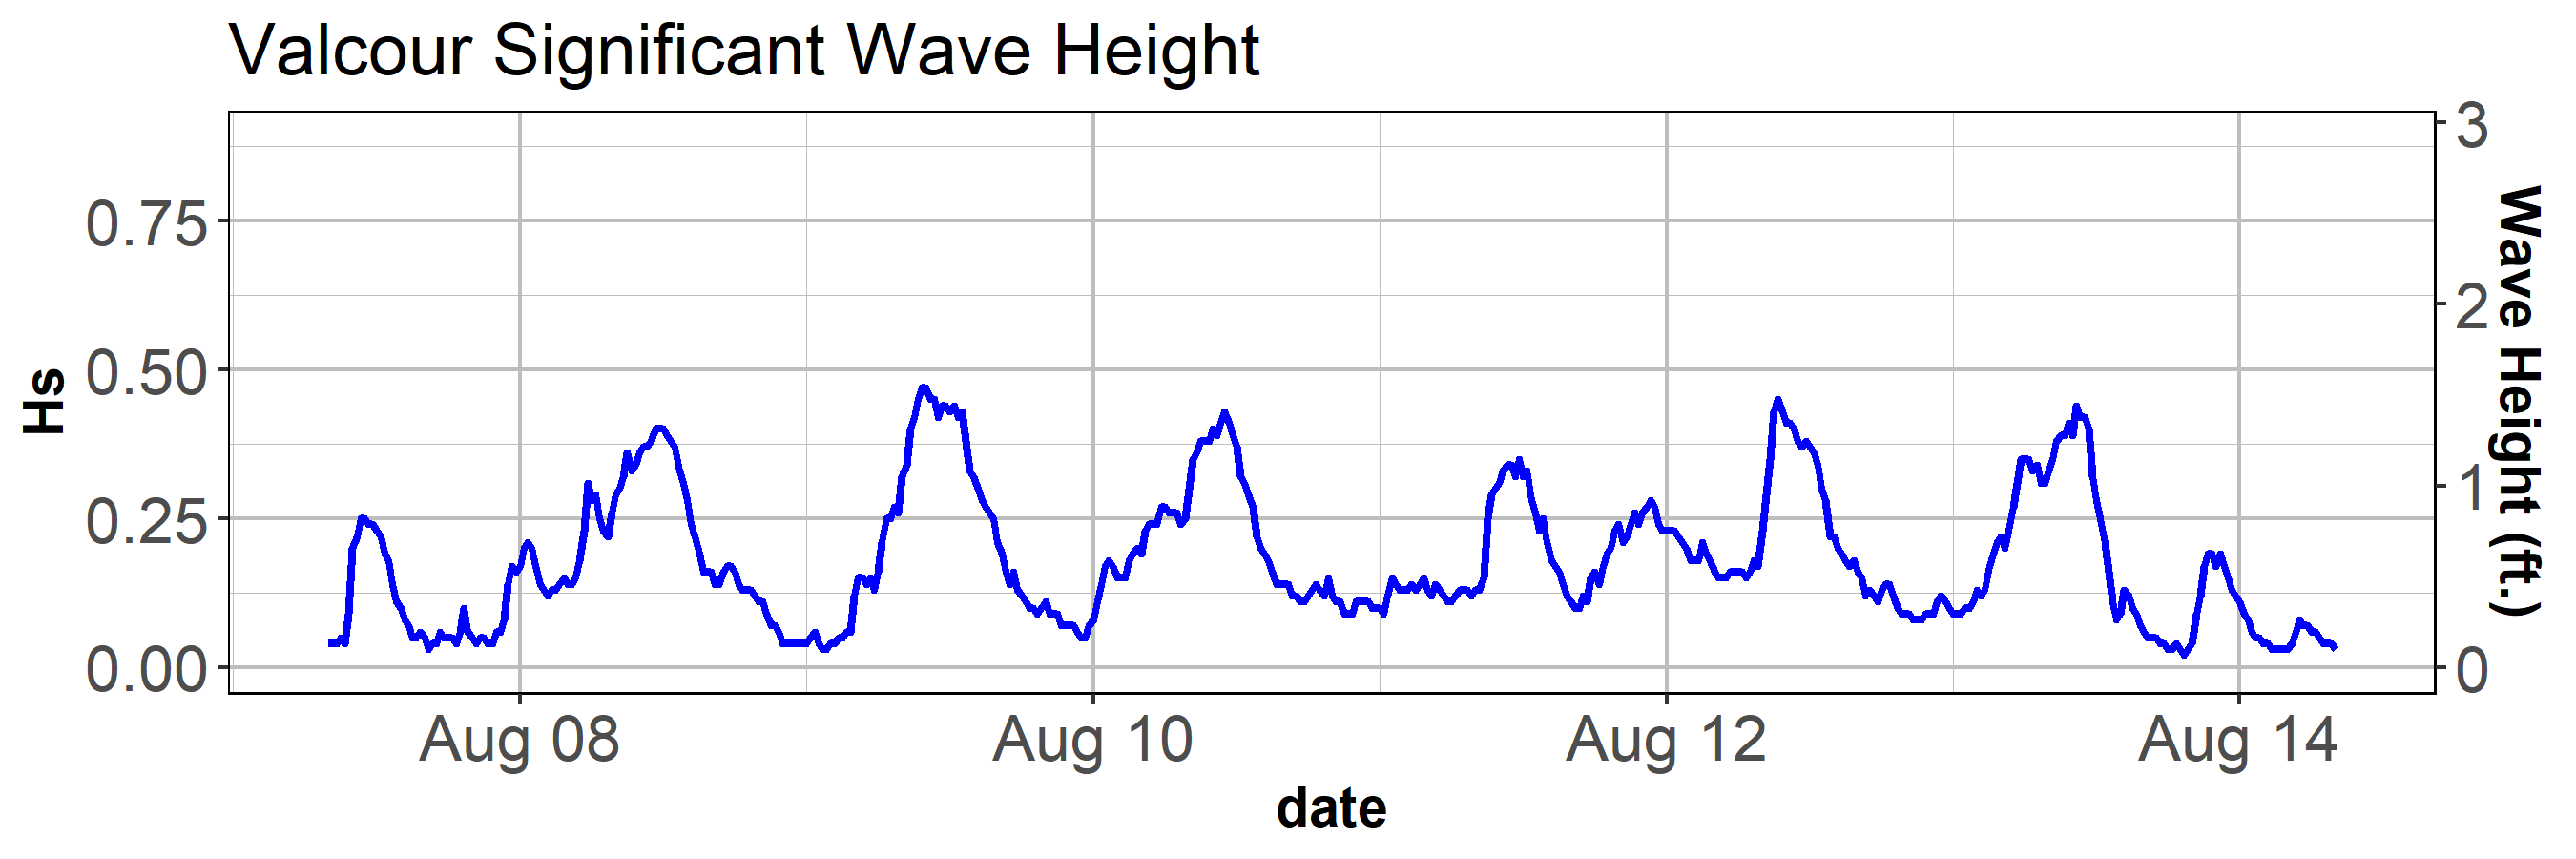 Valcour Significant Wave Height
Hs
0.75
0.50
0.25
0.00
3
2
1
0
Wave Height (ft.)
Aug 08
Aug 10
Aug 12
Aug 14
date